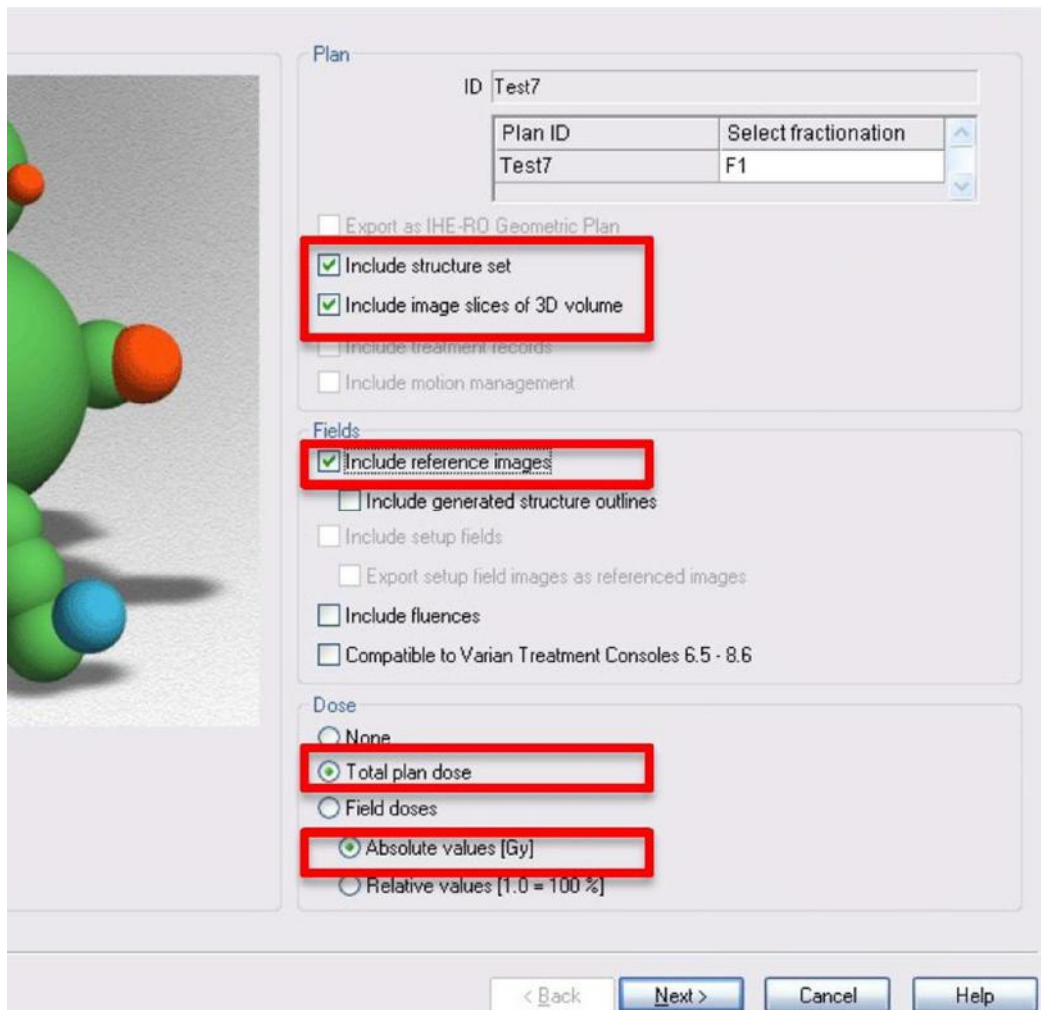 Plan
ID Test7
Plan ID Select fractionation
Test7 F1
Export as IHE-RO Geometric Plan
Include structure set
Include image slices of 3D volume
Include treatment records
Include motion management
Fields
Include reference images
Include generated structure outlines
Include setup fields
Export setup field images as referenced images
Include fluences
Compatible to Varian Treatment Consoles 6.5 - 8.6
Dose
None
Total plan dose
Field doses
Absolute values [Gy]
Relative values [1.0 = 100 %]
< Back Next > Cancel Help